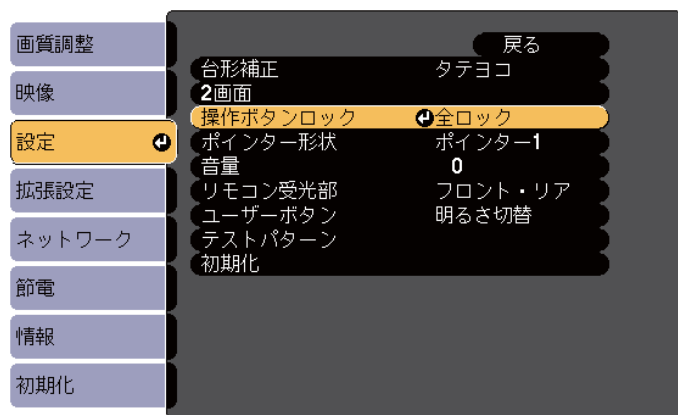 画質調整
映像
設定
拡張設定
ネットワーク
節電
情報
初期化
戻る
台形補正 タテヨコ
2画面
操作ボタンロック 全ロック
ポインター形状 ポインター1
音量 0
リモコン受光部 フロント・リア
ユーザーボタン 明るさ切替
テストパターン
初期化